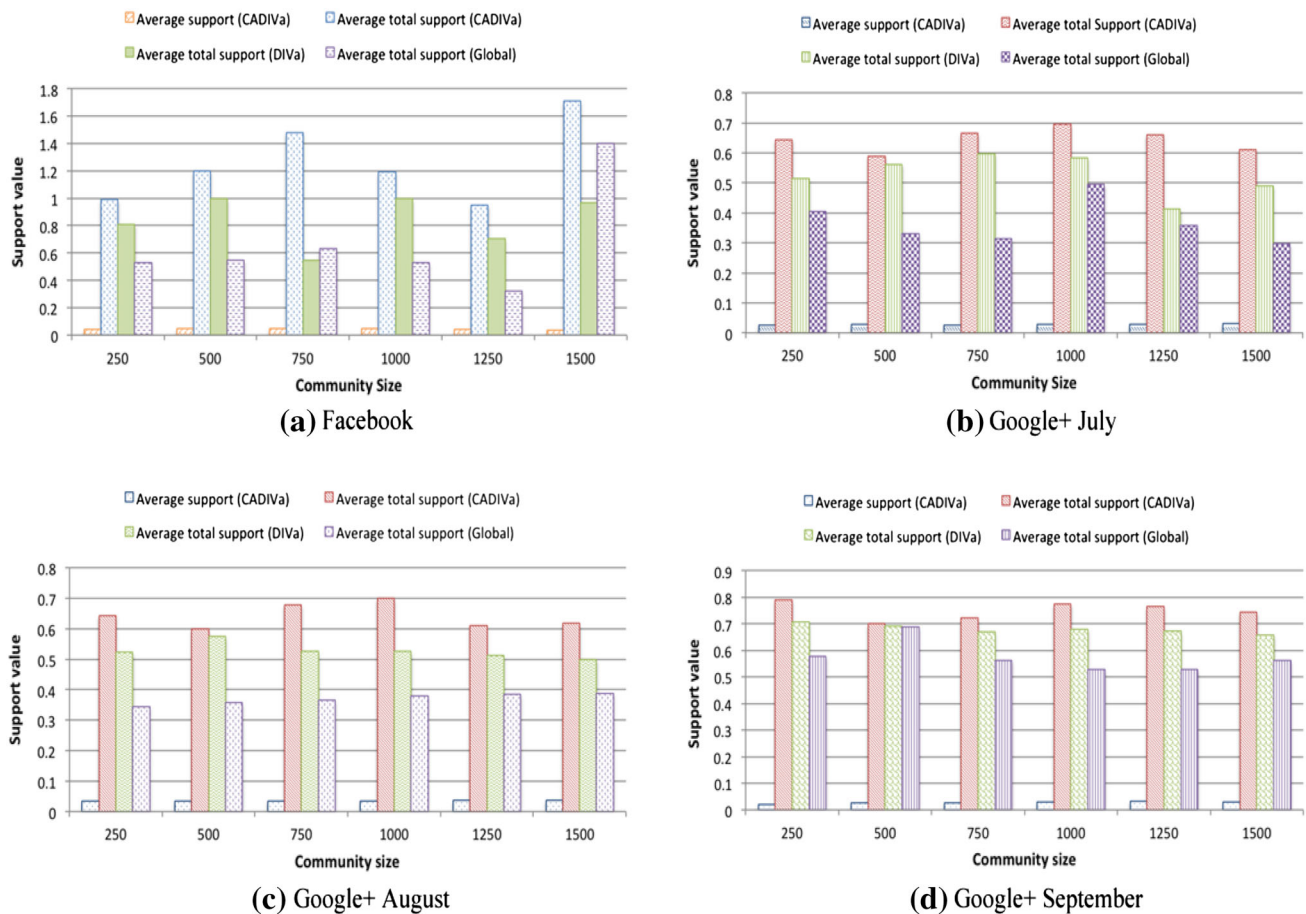 Average support (CADIVa) Average total support (CADIVa)
Average total support (DIVa) Average total support (Global)
Support value
1.8
1.6
1.4
1.2
1
0.8
0.6
0.4
0.2
0
250 500 750 1000 1250 1500
Community Size
(a) Facebook
Average support (CADIVa) Average total Support (CADIVa)
Average total support (DIVa) Average total support (Global)
Support value
0.8
0.7
0.6
0.5
0.4
0.3
0.2
0.1
0
250 500 750 1000 1250 1500
Community Size
(b) Google+ July
Average support (CADIVa) Average total support (CADIVa)
Average total support (DIVa) Average total support (Global)
Support value
0.8
0.7
0.6
0.5
0.4
0.3
0.2
0.1
0
250 500 750 1000 1250 1500
Community size
(c) Google+ August
Average support (CADIVa) Average total support (CADIVa)
Average total support (DIVa) Average total support (Global)
Support value
0.9
0.8
0.7
0.6
0.5
0.4
0.3
0.2
0.1
0
250 500 750 1000 1250 1500
Community size
(d) Google+ September